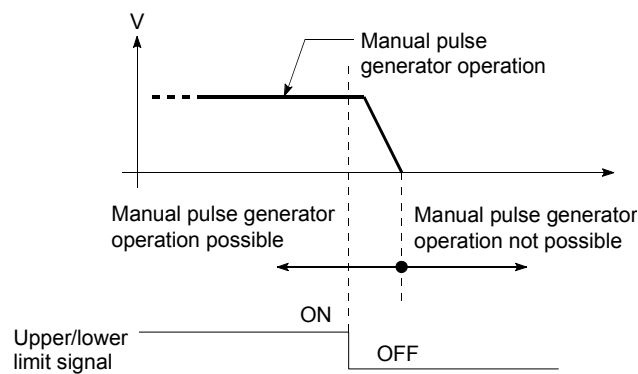 V
Manual pulse
generator operation
Manual pulse generator
operation possible
Manual pulse generator
operation not possible
ON
Upper/lower
limit signal
OFF